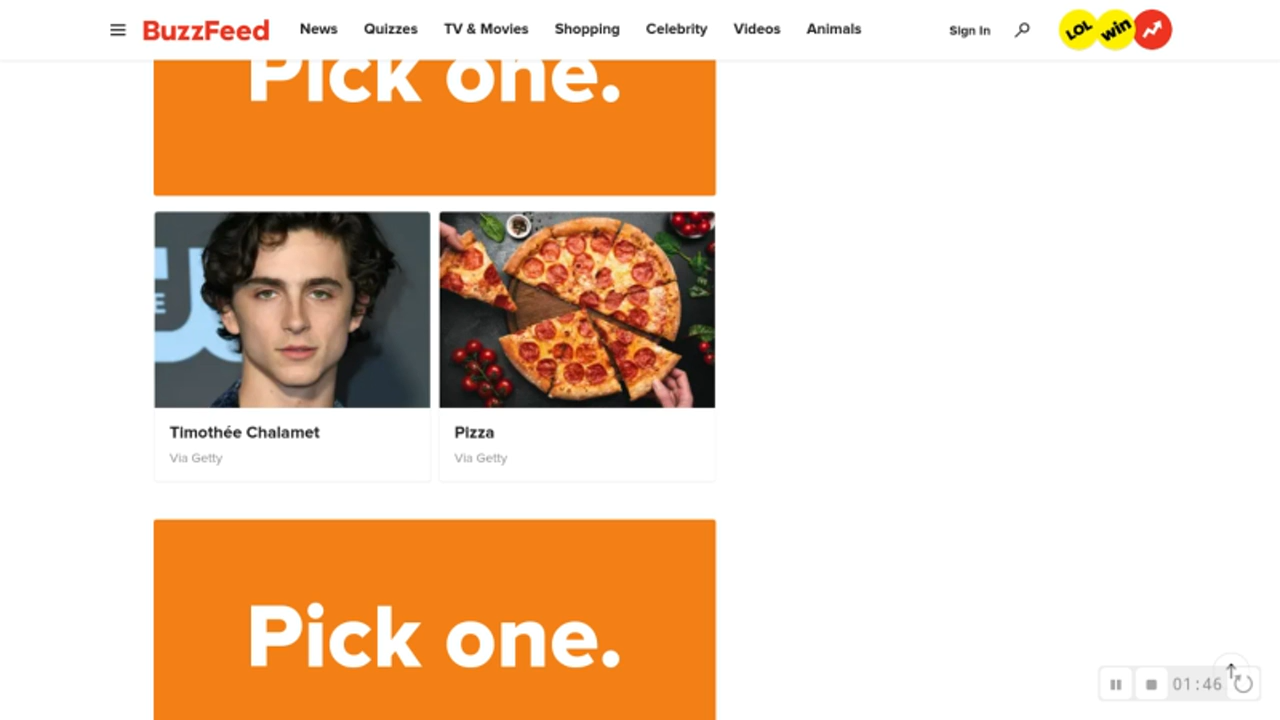 BuzzFeed News Quizzes TV & Movies Shopping Celebrity Videos Animals Sign In LOL win
Pick one.
Timothée Chalamet
Via Getty
Pizza
Via Getty
Pick one.
01:46